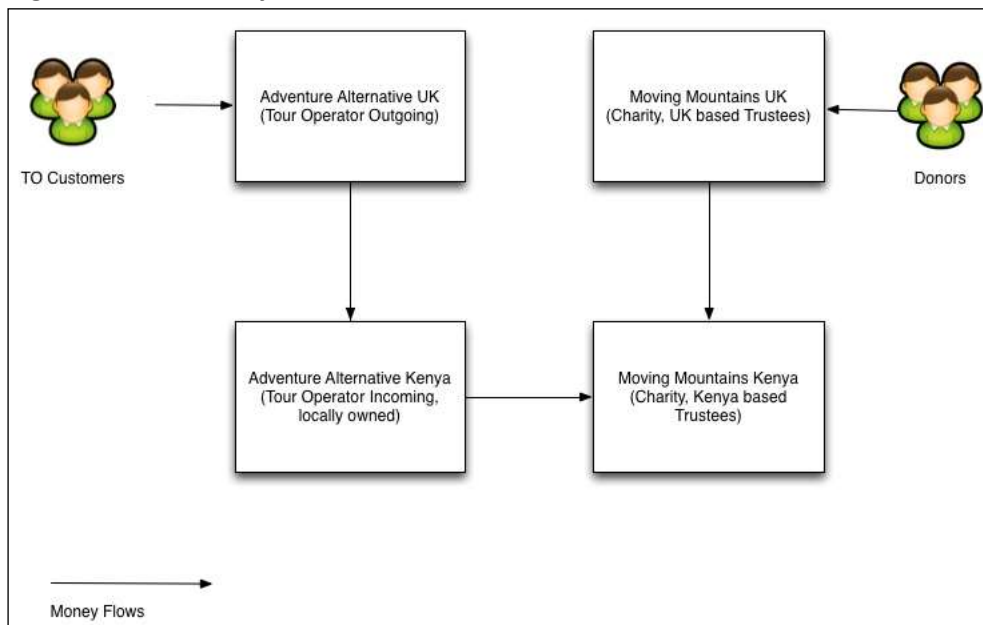 Adventure Alternative UK
(Tour Operator Outgoing)
Moving Mountains UK
(Charity, UK based Trustees)
TO Customers
Donors
Adventure Alternative Kenya
(Tour Operator Incoming,
locally owned)
Moving Mountains Kenya
(Charity, Kenya based
Trustees)
Money Flows